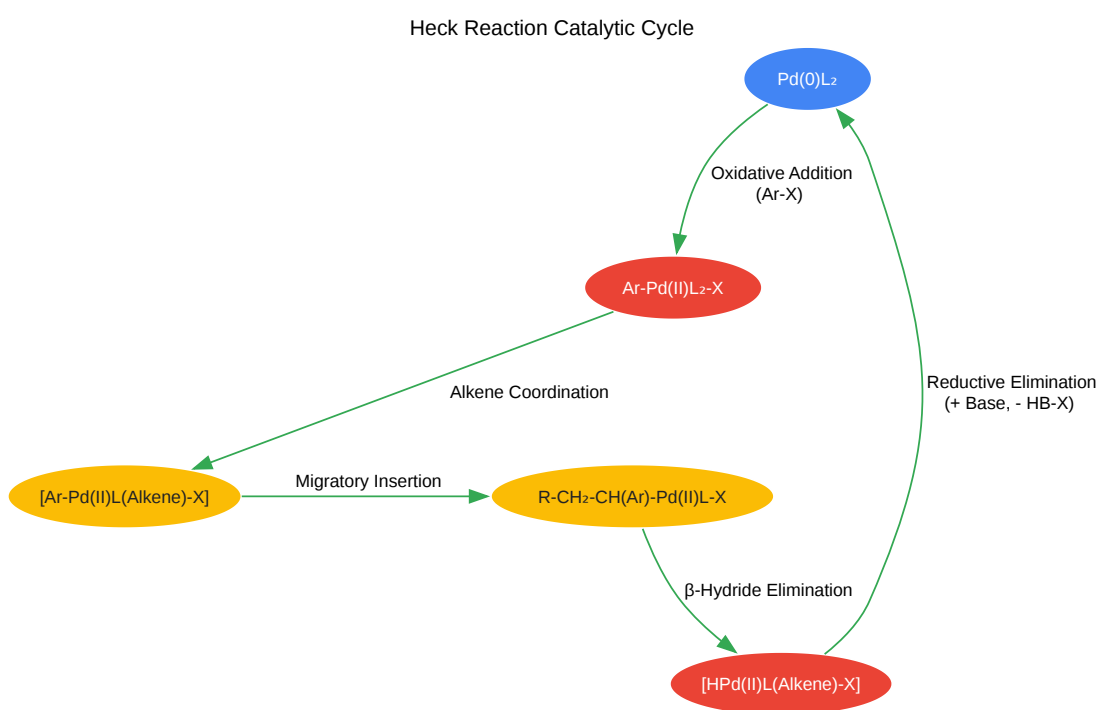 Heck Reaction Catalytic Cycle
Pd(0)L₂
Oxidative Addition
(Ar-X)
Ar-Pd(II)L₂-X
Reductive Elimination
(+ Base, - HB-X)
Alkene Coordination
Migratory Insertion
[Ar-Pd(II)L(Alkene)-X]
R-CH₂-CH(Ar)-Pd(II)L-X
β-Hydride Elimination
[HPd(II)L(Alkene)-X]